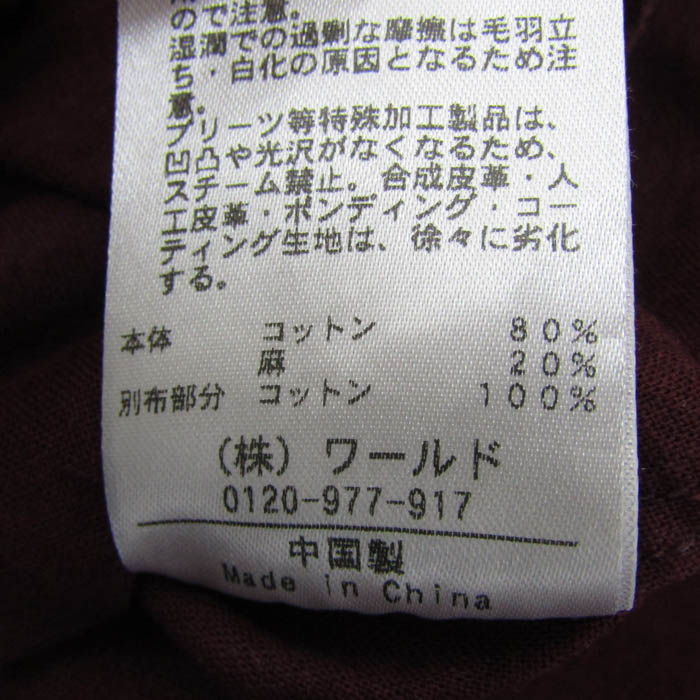 ので注意。
湿潤での過剰な摩擦は毛羽立
ち・白化の原因となるため注
意。
プリーツ等特殊加工製品は、
凹凸や光沢がなくなるため、
スチーム禁止。合成皮革・人
工皮革・ボンディング・コー
ティング生地は、徐々に劣化
する。
本体 コットン 80%
麻 20%
別布部分 コットン 100%
(株)ワールド
0120-977-917
中国製
Made in China